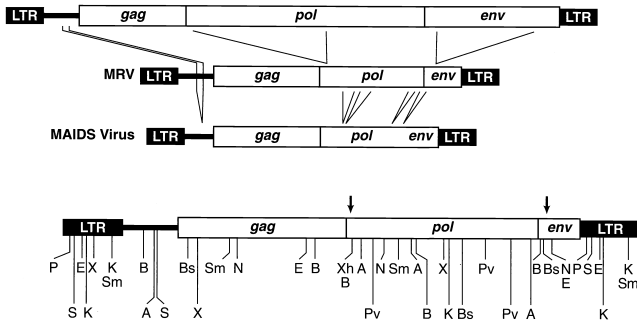 LTR gag pol env LTR
MRV LTR gag pol env LTR
MAIDS Virus LTR gag pol env LTR
LTR gag pol env LTR
P E X K B Bs Sm N E B Xh A N Sm A X Pv B Bs N P S E K
Sm B E Sm
S K A S X Pv B K Bs Pv A K